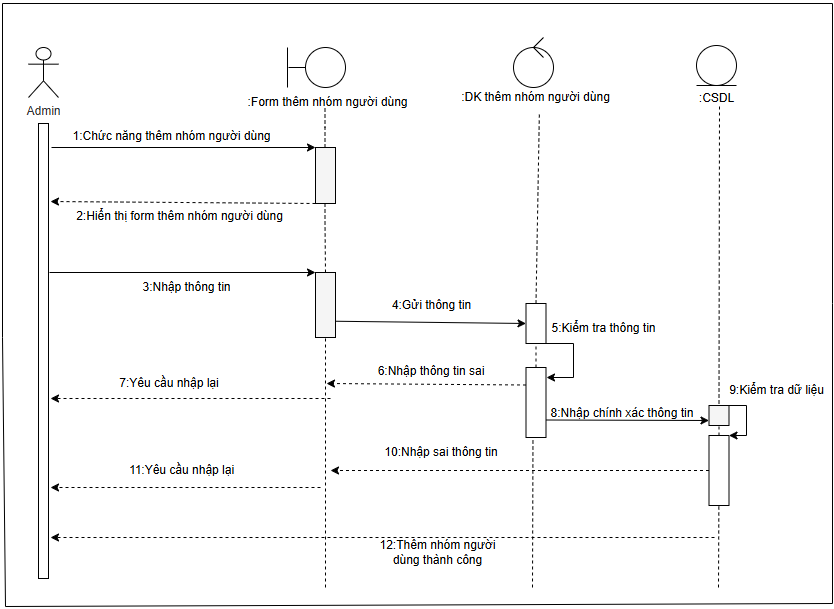 Admin
:Form thêm nhóm người dùng
:DK thêm nhóm người dùng
:CSDL
1:Chức năng thêm nhóm người dùng
2:Hiển thị form thêm nhóm người dùng
3:Nhập thông tin
4:Gửi thông tin
5:Kiểm tra thông tin
6:Nhập thông tin sai
7:Yêu cầu nhập lại
8:Nhập chính xác thông tin
9:Kiểm tra dữ liệu
10:Nhập sai thông tin
11:Yêu cầu nhập lại
12:Thêm nhóm người
dùng thành công